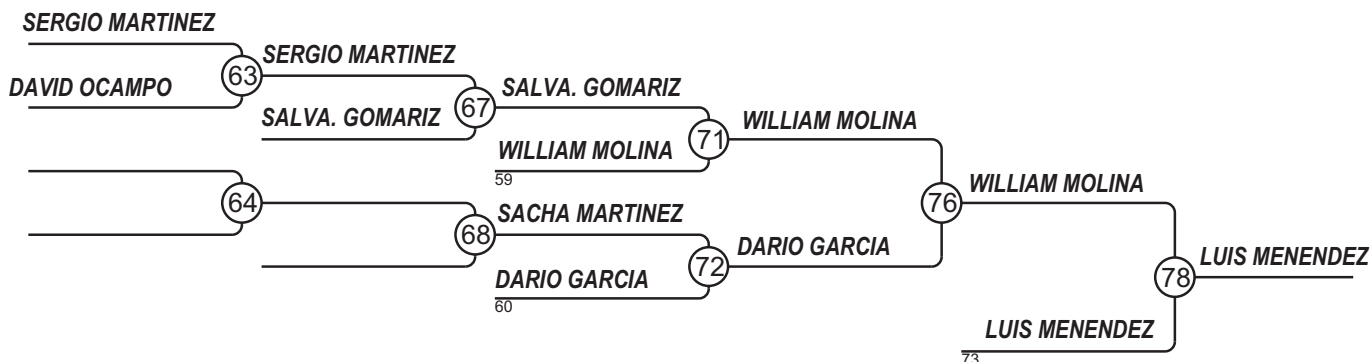 SERGIO MARTINEZ
63
SERGIO MARTINEZ
DAVID OCAMPO
67
SALVA. GOMARIZ
SALVA. GOMARIZ
71
WILLIAM MOLINA
WILLIAM MOLINA
59
64
76
WILLIAM MOLINA
68
SACHA MARTINEZ
72
DARIO GARCIA
DARIO GARCIA
60
78
LUIS MENENDEZ
LUIS MENENDEZ
73